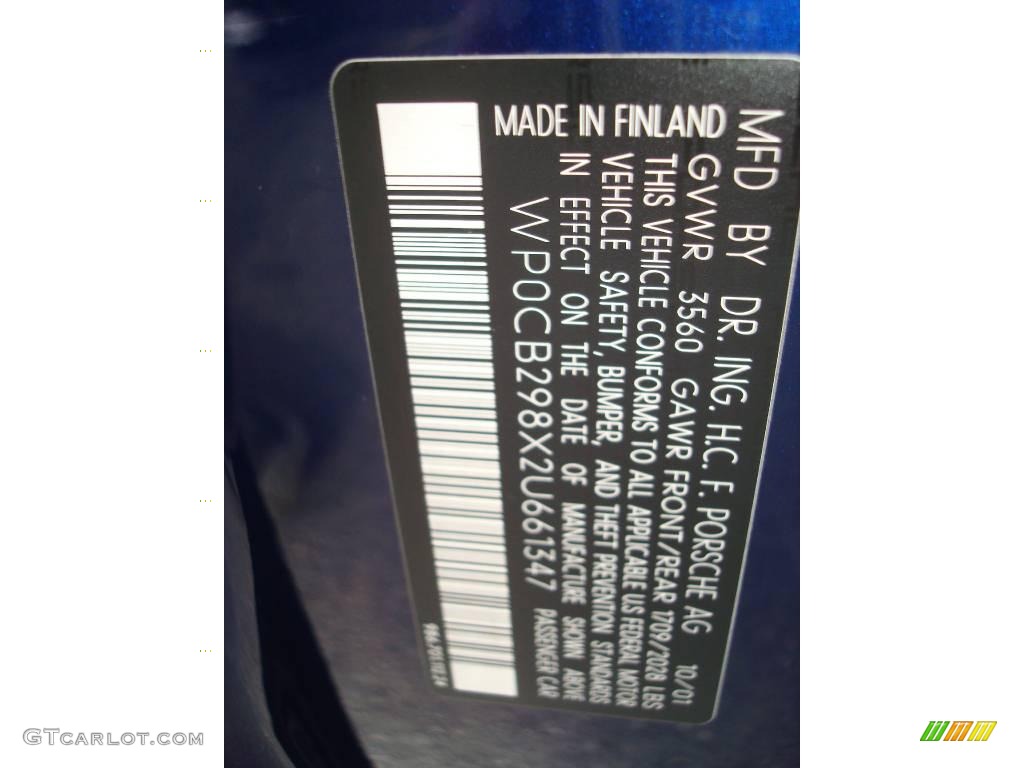 MFD BY DR. ING. H.C. F. PORSCHE AG 10/01
GVWR 3560 GAWR FRONT/REAR 1709/2028 LBS
THIS VEHICLE CONFORMS TO ALL APPLICABLE US FEDERAL MOTOR
VEHICLE SAFETY, BUMPER, AND THEFT PREVENTION STANDARDS
IN EFFECT ON THE DATE OF MANUFACTURE SHOWN ABOVE
WP0CB298X2U661347 PASSENGER CAR
MADE IN FINLAND
GTCARLOT.COM